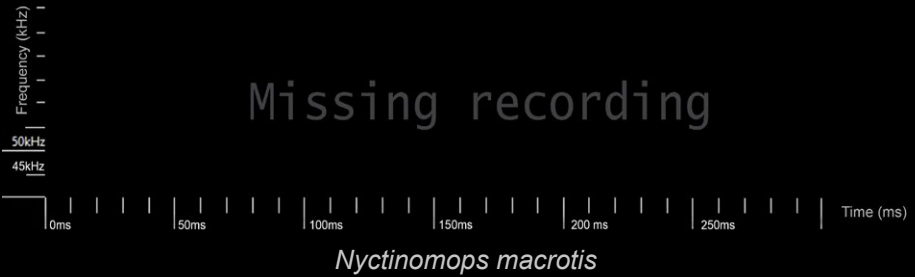 Frequency (kHz)
Missing recording
50kHz
45kHz
0ms 50ms 100ms 150ms 200 ms 250ms Time (ms)
Nyctinomops macrotis